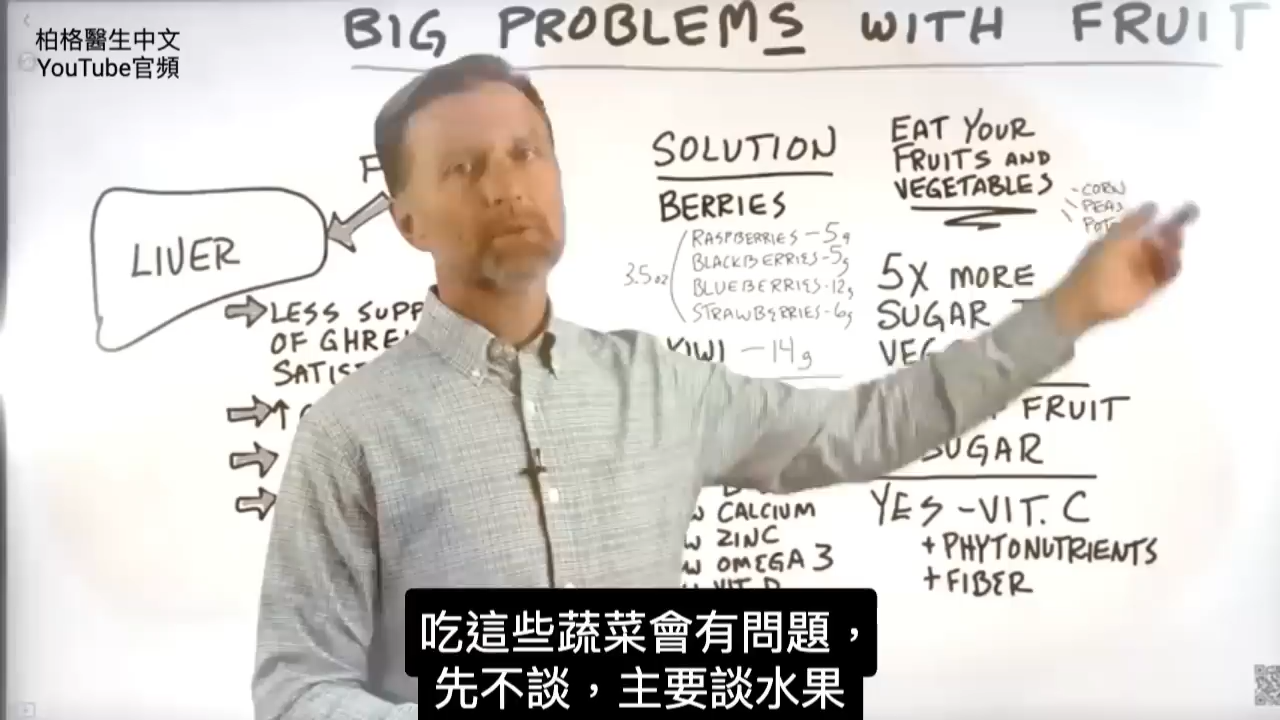 柏格醫生中文
YouTube官頻
BIG PROBLEMS WITH FRUIT
LIVER
LESS SUPP
OF GHRE
SATIS
SOLUTION
BERRIES
3.5oz
RASPBERRIES - 5g
BLACKBERRIES - 5g
BLUEBERRIES - 12g
STRAWBERRIES - 6g
KIWI - 14g
CALCIUM
ZINC
OMEGA 3
VIT. D
EAT YOUR
FRUITS AND
VEGETABLES
- CORN
PEAS
5X MORE
SUGAR
VEG
FRUIT
SUGAR
YES - VIT. C
+ PHYTONUTRIENTS
+ FIBER
吃這些蔬菜會有問題，
先不談，主要談水果